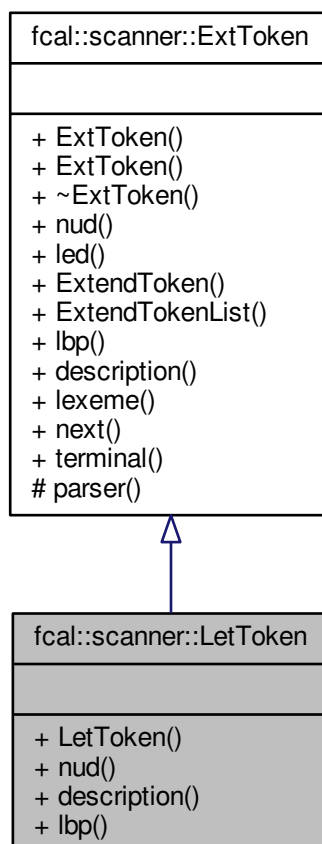 fcal::scanner::ExtToken
+ ExtToken()
+ ExtToken()
+ ~ExtToken()
+ nud()
+ led()
+ ExtendToken()
+ ExtendTokenList()
+ lbp()
+ description()
+ lexeme()
+ next()
+ terminal()
# parser()
fcal::scanner::LetToken
+ LetToken()
+ nud()
+ description()
+ lbp()